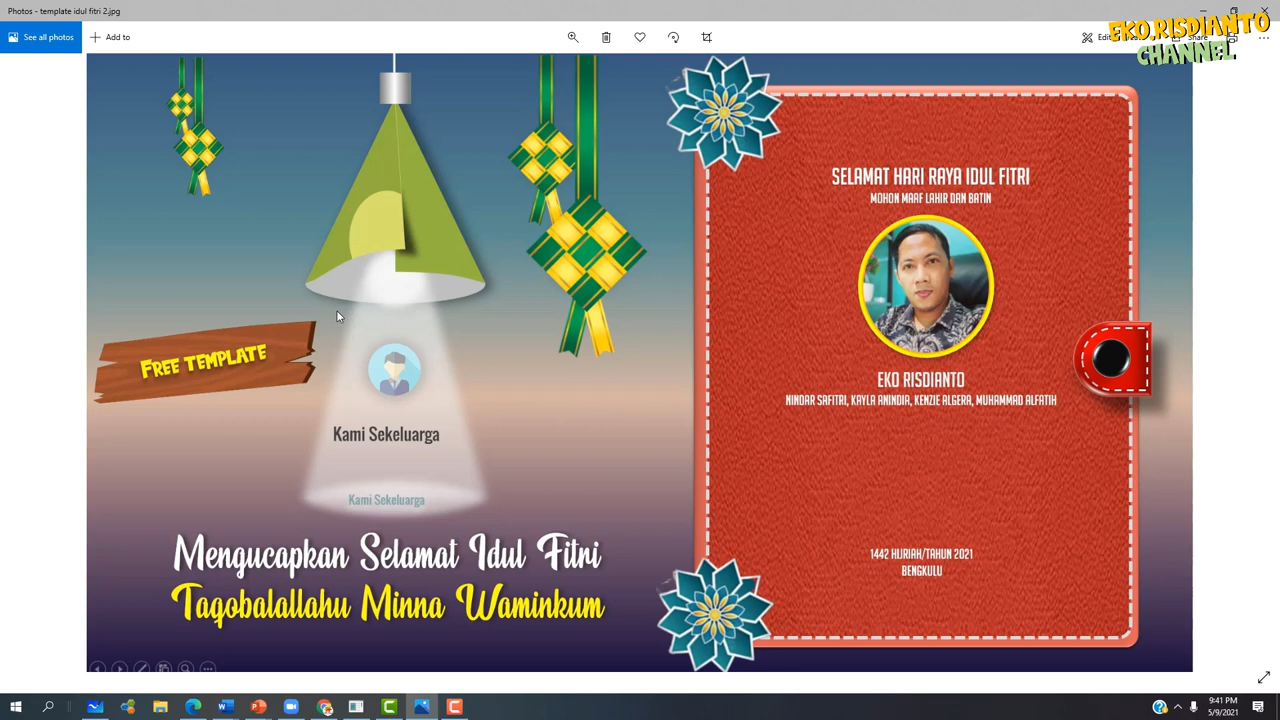 Photos - template idul fitri 2.jpg
See all photos
Add to
EKO.RISDIANTO
CHANNEL
FREE TEMPLATE
Kami Sekeluarga
Kami Sekeluarga
Mengucapkan Selamat Idul Fitri
Taqobalallahu Minna Waminkum
SELAMAT HARI RAYA IDUL FITRI
MOHON MAAF LAHIR DAN BATIN
EKO RISDIANTO
NINDAR SAFITRI, KAYLA ANINDIA, KENZIE ALGERA, MUHAMMAD ALFATIH
1442 HIJRIAH/TAHUN 2021
BENGKULU
9:41 PM
5/9/2021